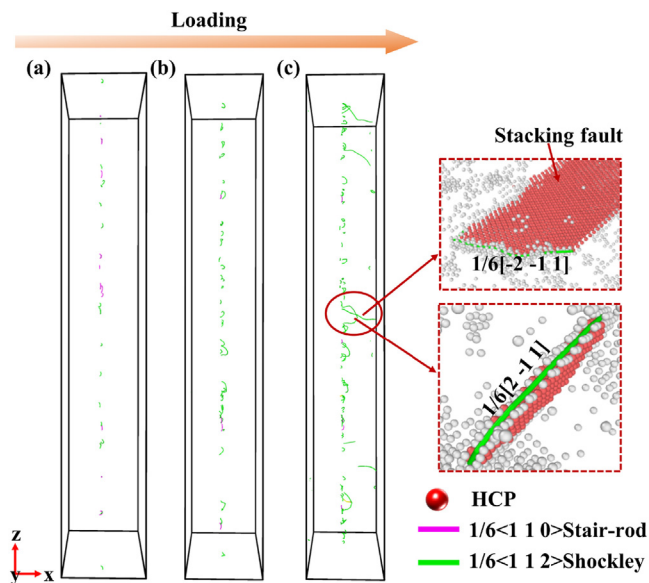 Loading
(a)
(b)
(c)
Stacking fault
1/6[-2 -1 1]
1/6[2 -1 1]
HCP
1/6<1 1 0>Stair-rod
1/6<1 1 2>Shockley
z
y
x